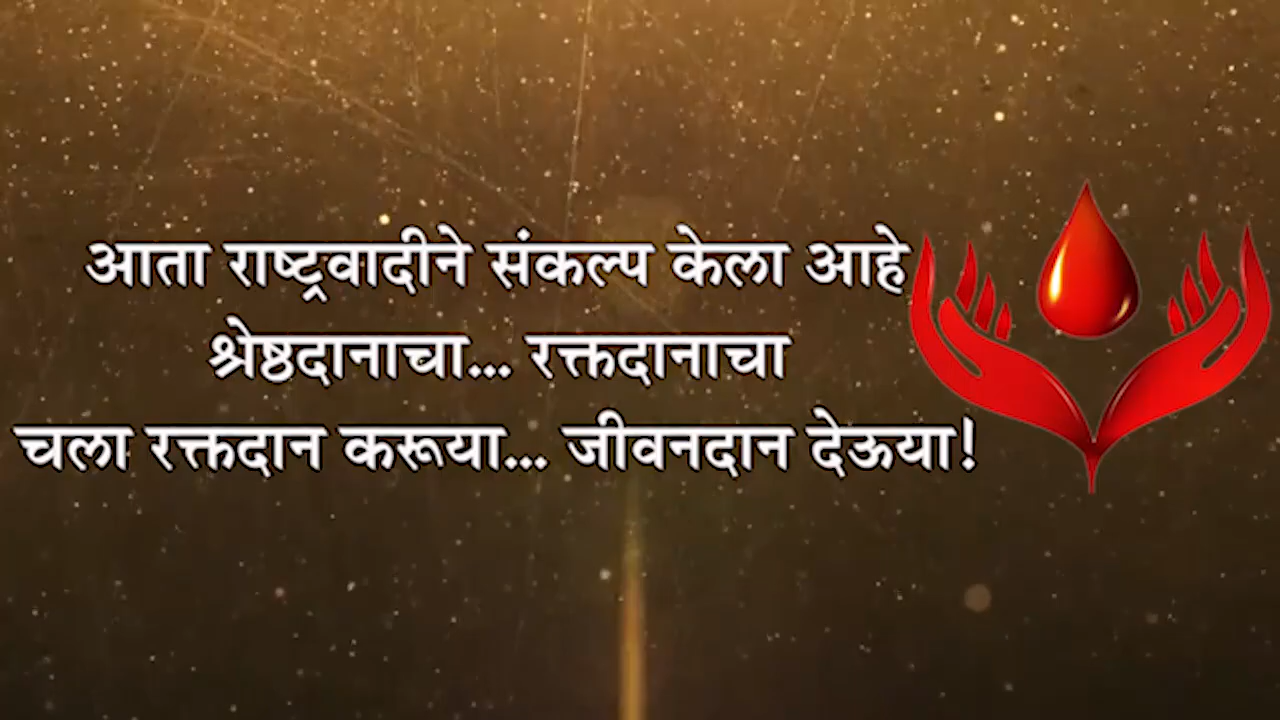 आता राष्ट्रवादीने संकल्प केला आहे
श्रेष्ठदानाचा... रक्तदानाचा
चला रक्तदान करूया... जीवनदान देऊया!